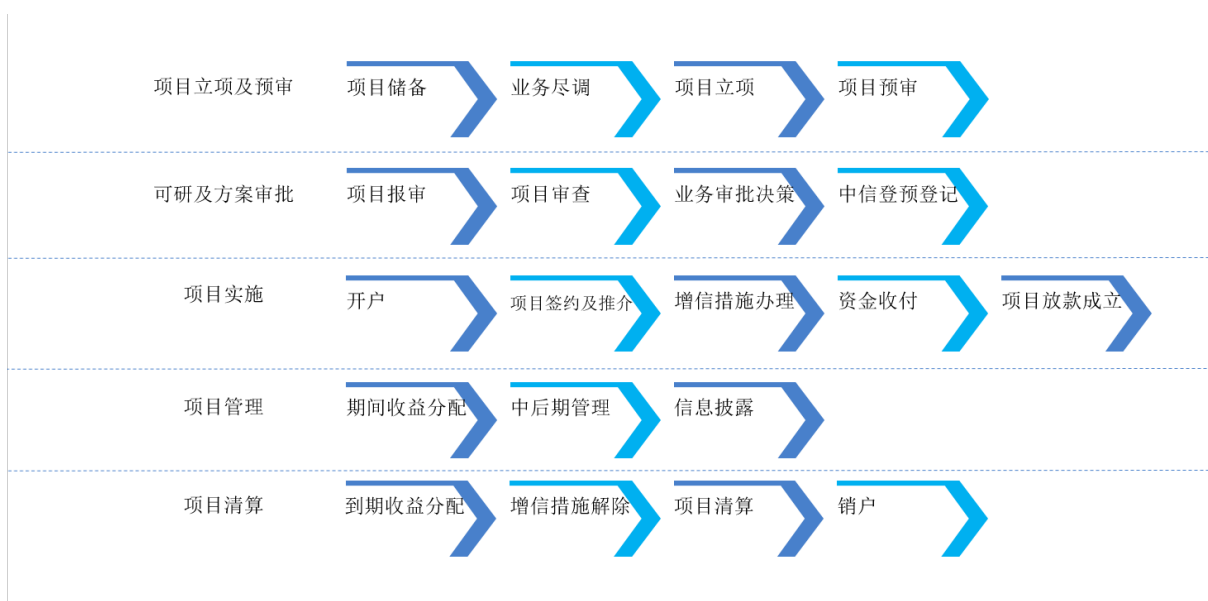 项目立项及预审 项目储备 业务尽调 项目立项 项目预审
可研及方案审批 项目报审 项目审查 业务审批决策 中信登预登记
项目实施 开户 项目签约及推介 增信措施办理 资金收付 项目放款成立
项目管理 期间收益分配 中后期管理 信息披露
项目清算 到期收益分配 增信措施解除 项目清算 销户